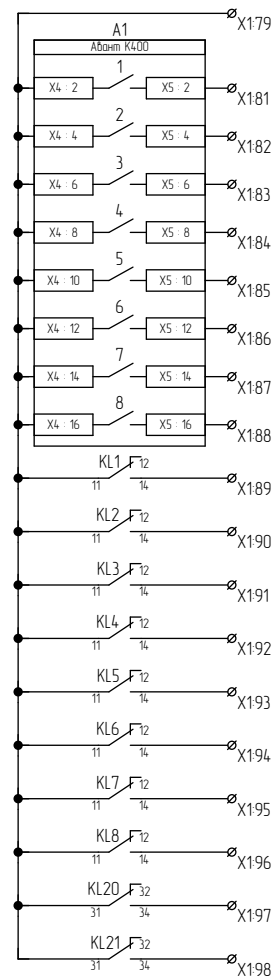 X1:79
A1
Авант К400
1
X4 : 2 X5 : 2 X1:81
2
X4 : 4 X5 : 4 X1:82
3
X4 : 6 X5 : 6 X1:83
4
X4 : 8 X5 : 8 X1:84
5
X4 : 10 X5 : 10 X1:85
6
X4 : 12 X5 : 12 X1:86
7
X4 : 14 X5 : 14 X1:87
8
X4 : 16 X5 : 16 X1:88
KL1 12
11 14 X1:89
KL2 12
11 14 X1:90
KL3 12
11 14 X1:91
KL4 12
11 14 X1:92
KL5 12
11 14 X1:93
KL6 12
11 14 X1:94
KL7 12
11 14 X1:95
KL8 12
11 14 X1:96
KL20 32
31 34 X1:97
KL21 32
31 34 X1:98